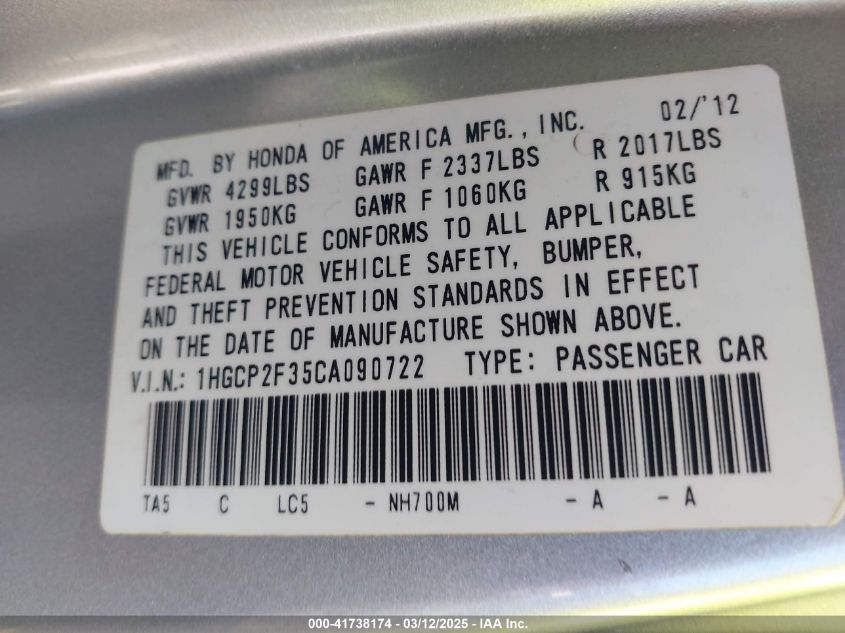 MFD. BY HONDA OF AMERICA MFG., INC. 02/'12
GVWR 4299LBS GAWR F 2337LBS R 2017LBS
GVWR 1950KG GAWR F 1060KG R 915KG
THIS VEHICLE CONFORMS TO ALL APPLICABLE
FEDERAL MOTOR VEHICLE SAFETY, BUMPER,
AND THEFT PREVENTION STANDARDS IN EFFECT
ON THE DATE OF MANUFACTURE SHOWN ABOVE.
V.I.N.: 1HGCP2F35CA090722 TYPE: PASSENGER CAR
TA5 C LC5 - NH700M - A - A
000-41738174 - 03/12/2025 - IAA Inc.